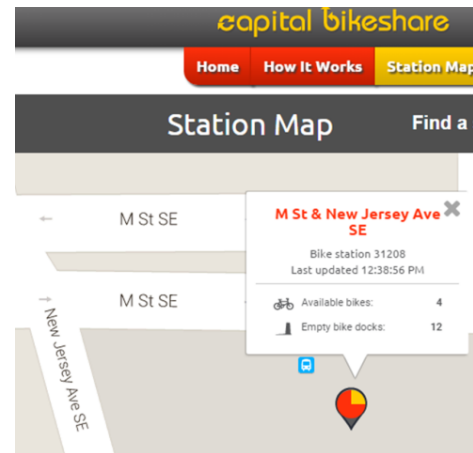 capital bikeshare
Home How It Works Station Map
Station Map Find a
M St SE
M St & New Jersey Ave
SE
Bike station 31208
Last updated 12:38:56 PM
Available bikes: 4
Empty bike docks: 12
M St SE
New Jersey Ave SE